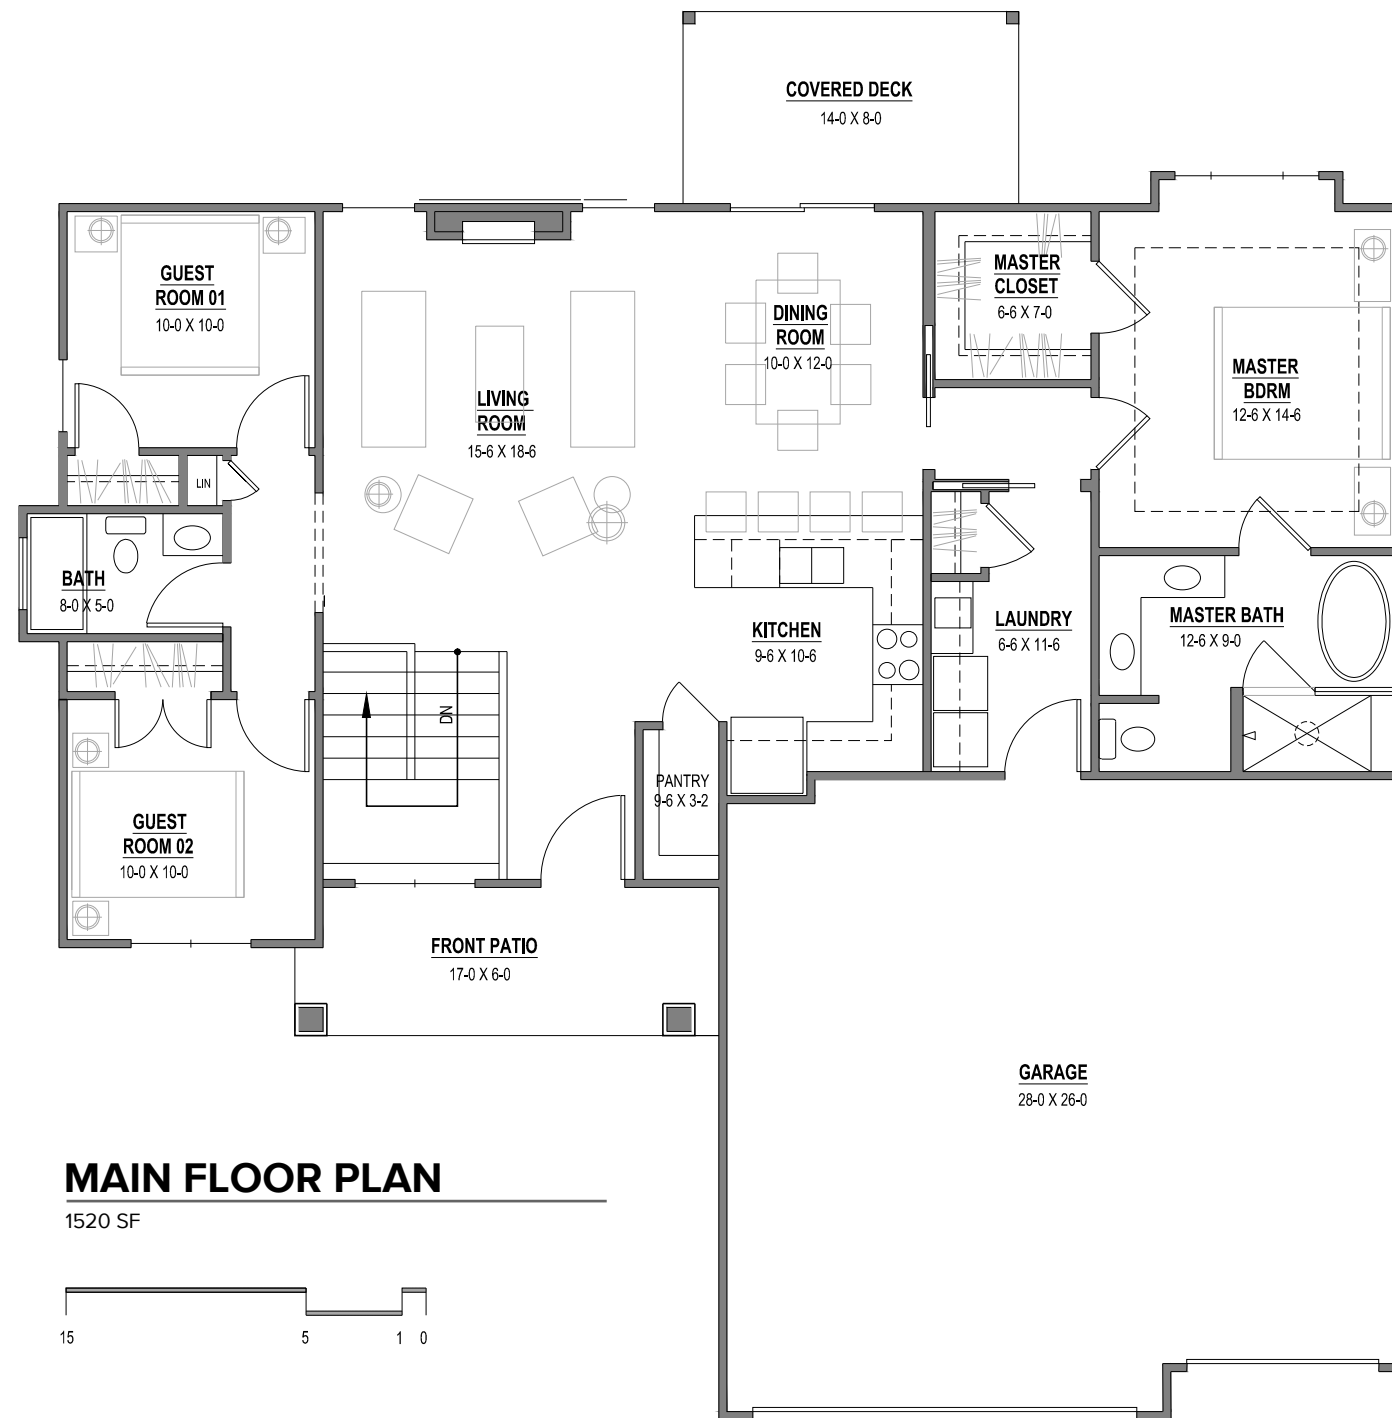 COVERED DECK
14-0 X 8-0
GUEST
ROOM 01
10-0 X 10-0
MASTER
CLOSET
6-6 X 7-0
DINING
ROOM
10-0 X 12-0
MASTER
BDRM
12-6 X 14-6
LIVING
ROOM
15-6 X 18-6
LIN
BATH
8-0 X 5-0
KITCHEN
9-6 X 10-6
LAUNDRY
6-6 X 11-6
MASTER BATH
12-6 X 9-0
DN
PANTRY
9-6 X 3-2
GUEST
ROOM 02
10-0 X 10-0
FRONT PATIO
17-0 X 6-0
GARAGE
28-0 X 26-0
MAIN FLOOR PLAN
1520 SF
15 5 1 0